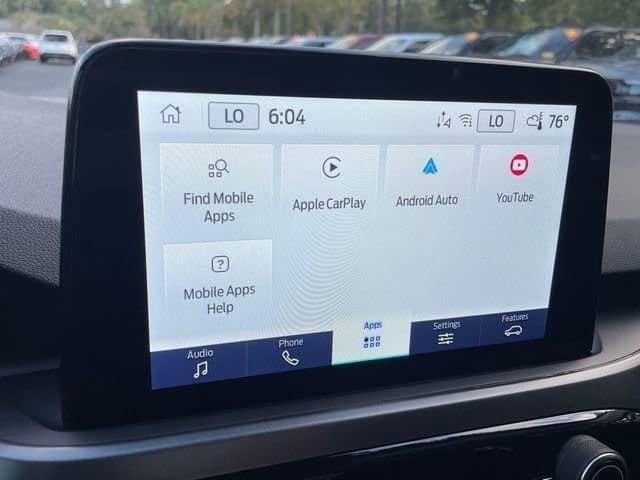 LO 6:04 LO 76°
Find Mobile
Apps
Apple CarPlay
Android Auto
YouTube
?
Mobile Apps
Help
Audio
Phone
Apps
Settings
Features